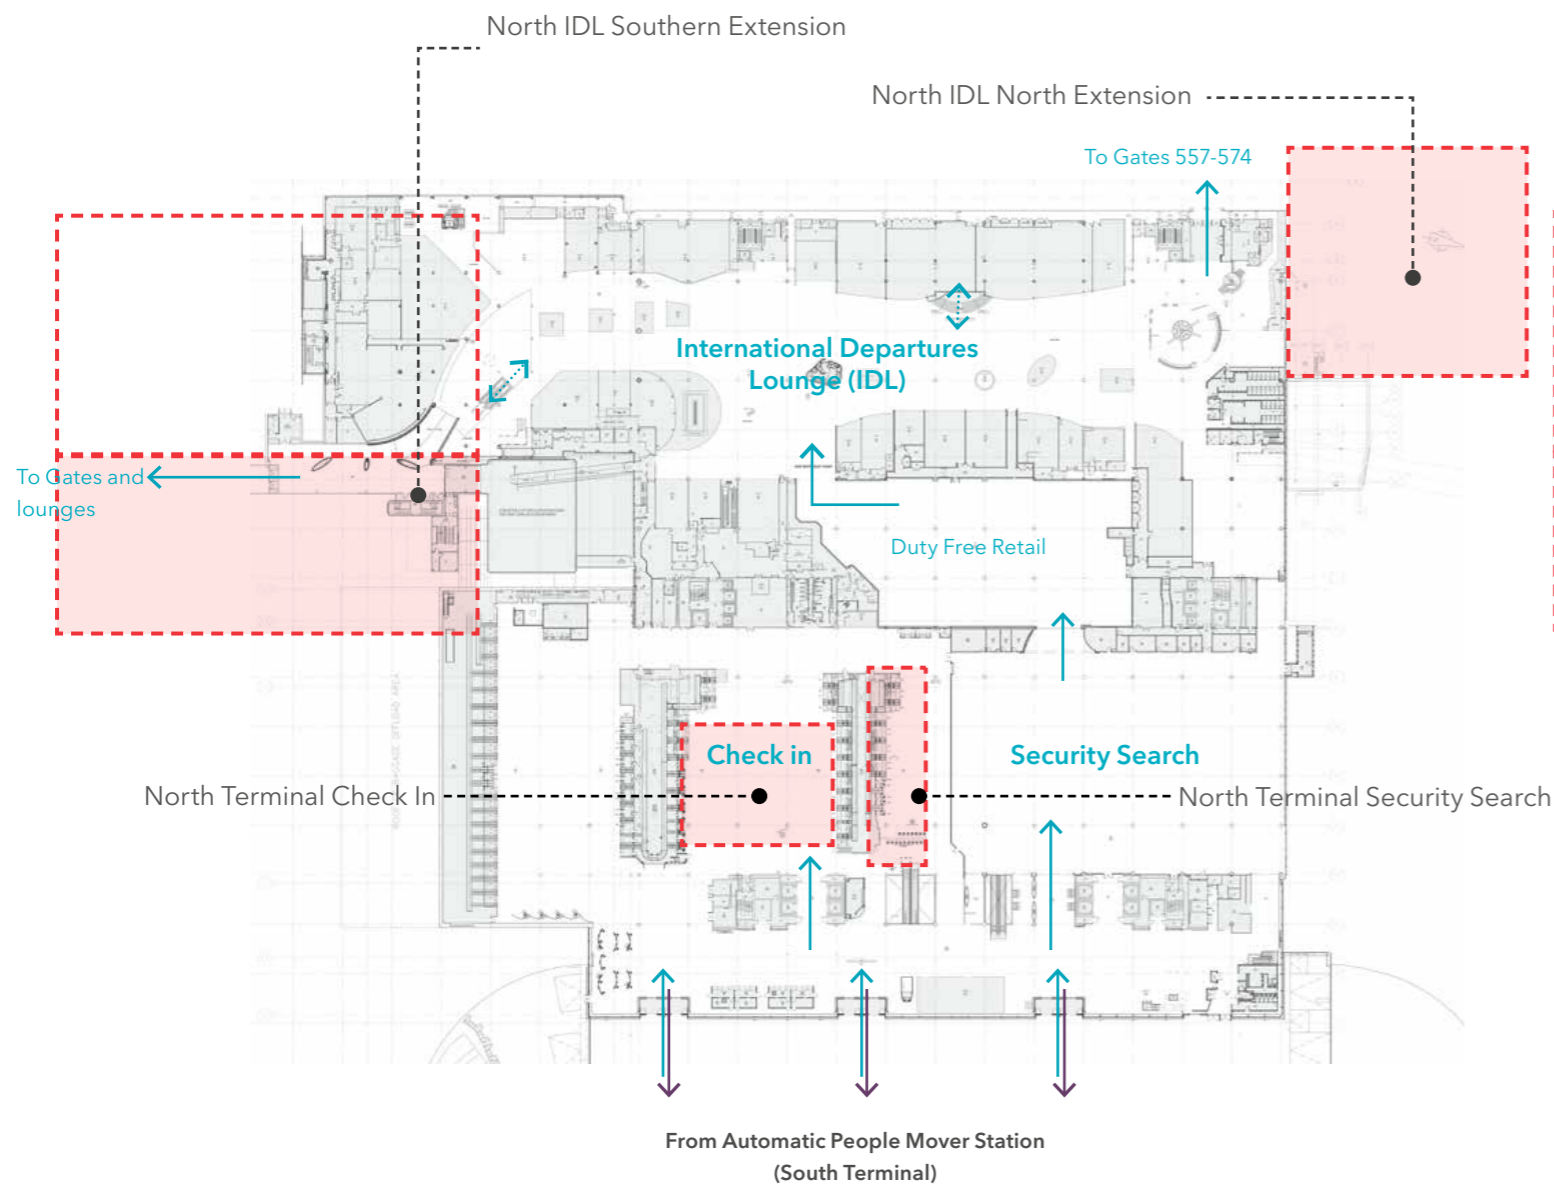 North IDL Southern Extension
North IDL North Extension
To Gates 557-574
International Departures
Lounge (IDL)
To Gates and
lounges
Duty Free Retail
Check in
Security Search
North Terminal Check In
North Terminal Security Search
From Automatic People Mover Station
(South Terminal)